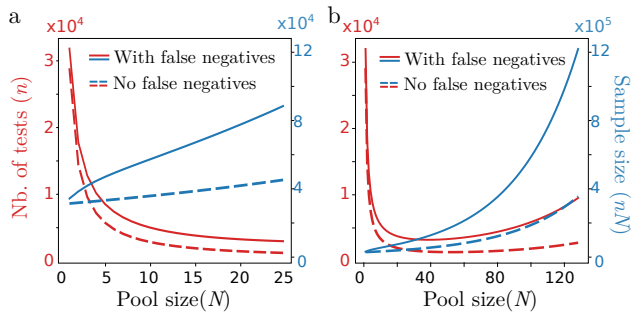 a
x10⁴
x10⁴
With false negatives
No false negatives
Nb. of tests (n)
3
2
1
0
12
8
4
0
0 5 10 15 20 25
Pool size(N)
b
x10⁴
x10⁵
With false negatives
No false negatives
3
2
1
0
12
8
4
0
Sample size (nN)
0 40 80 120
Pool size(N)